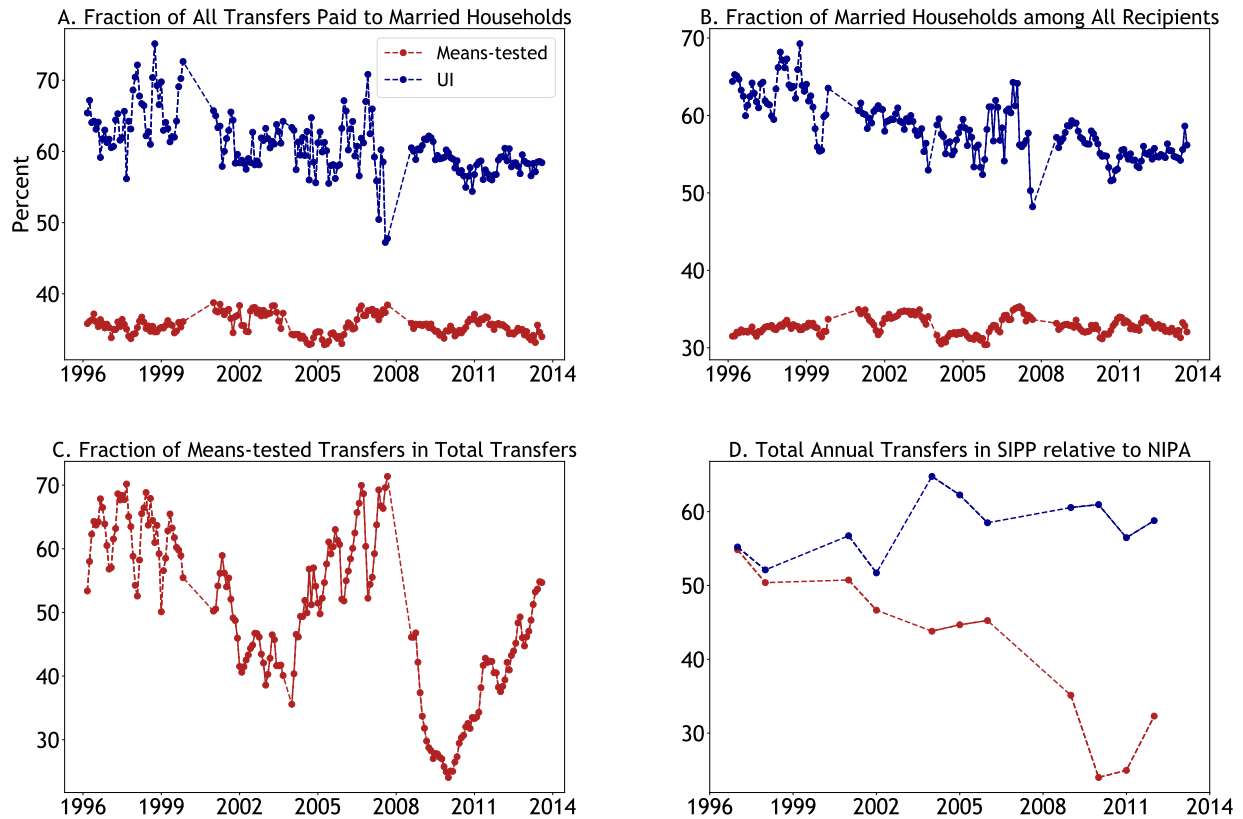 A. Fraction of All Transfers Paid to Married Households
B. Fraction of Married Households among All Recipients
Percent
70
60
50
40
Means-tested
UI
1996 1999 2002 2005 2008 2011 2014
70
60
50
40
30
1996 1999 2002 2005 2008 2011 2014
C. Fraction of Means-tested Transfers in Total Transfers
D. Total Annual Transfers in SIPP relative to NIPA
70
60
50
40
30
1996 1999 2002 2005 2008 2011 2014
60
50
40
30
1996 1999 2002 2005 2008 2011 2014